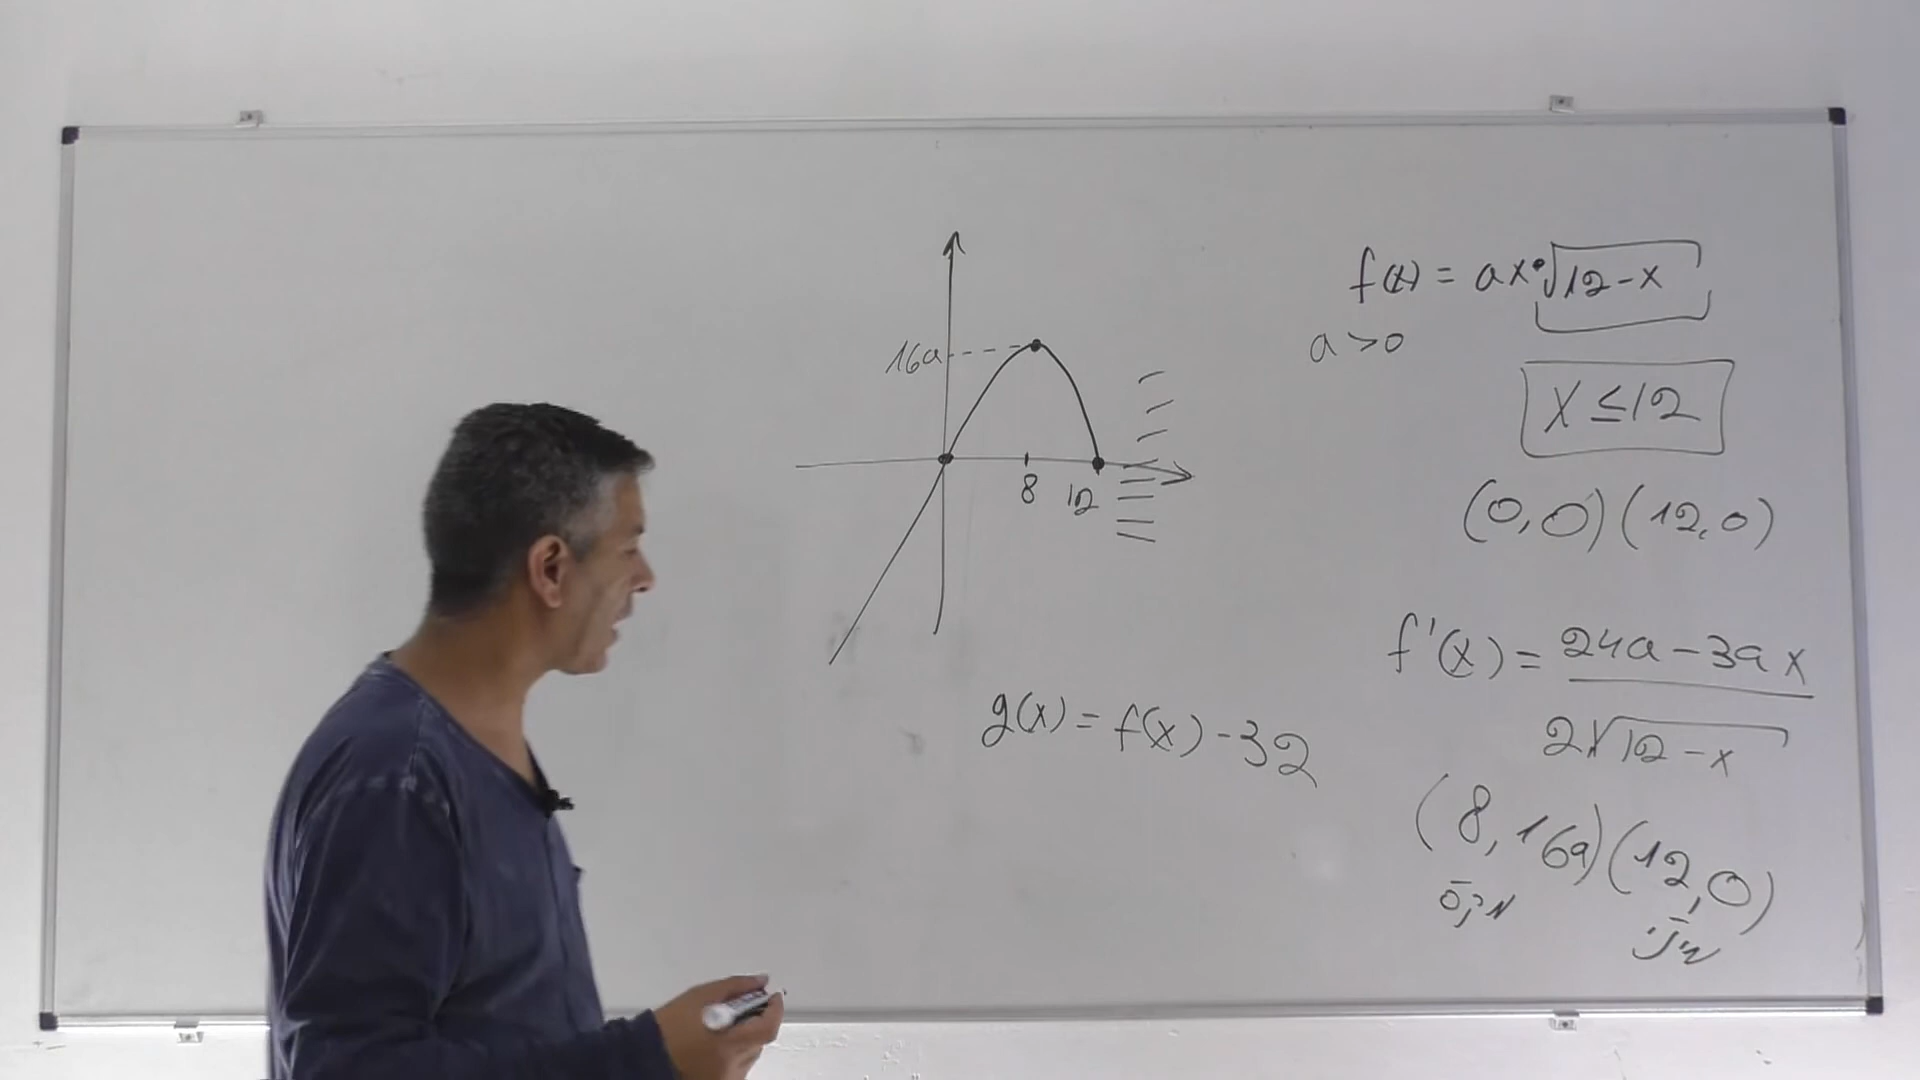 16a
8 12
f(x) = ax·√12-x
a>0
x ≤ 12
(0,0) (12,0)
f'(x) = 24a-3ax
2√12-x
g(x) = f(x)-32
(8,16a) (12,0)